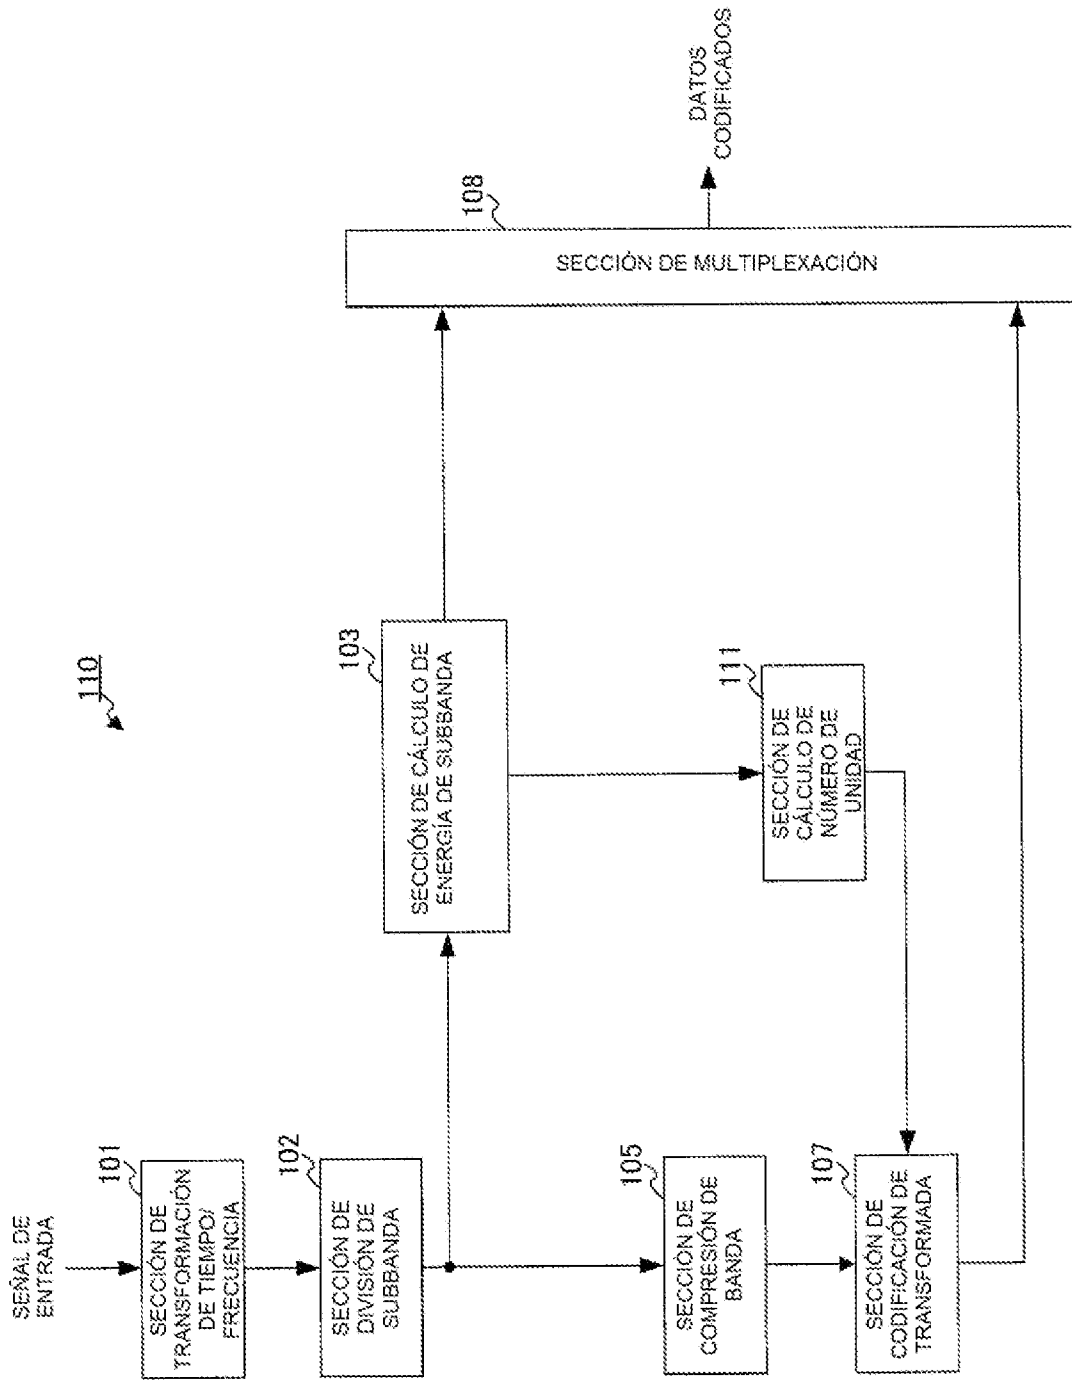 110
SEÑAL DE
ENTRADA
101
SECCIÓN DE
TRANSFORMACIÓN
DE TIEMPO/
FRECUENCIA
102
SECCIÓN DE
DIVISIÓN DE
SUBBANDA
103
SECCIÓN DE CÁLCULO DE
ENERGÍA DE SUBBANDA
105
SECCIÓN DE
COMPRESIÓN DE
BANDA
111
SECCIÓN DE
CÁLCULO DE
NÚMERO DE
UNIDAD
107
SECCIÓN DE
CODIFICACIÓN DE
TRANSFORMADA
108
SECCIÓN DE MULTIPLEXACIÓN
DATOS
CODIFICADOS